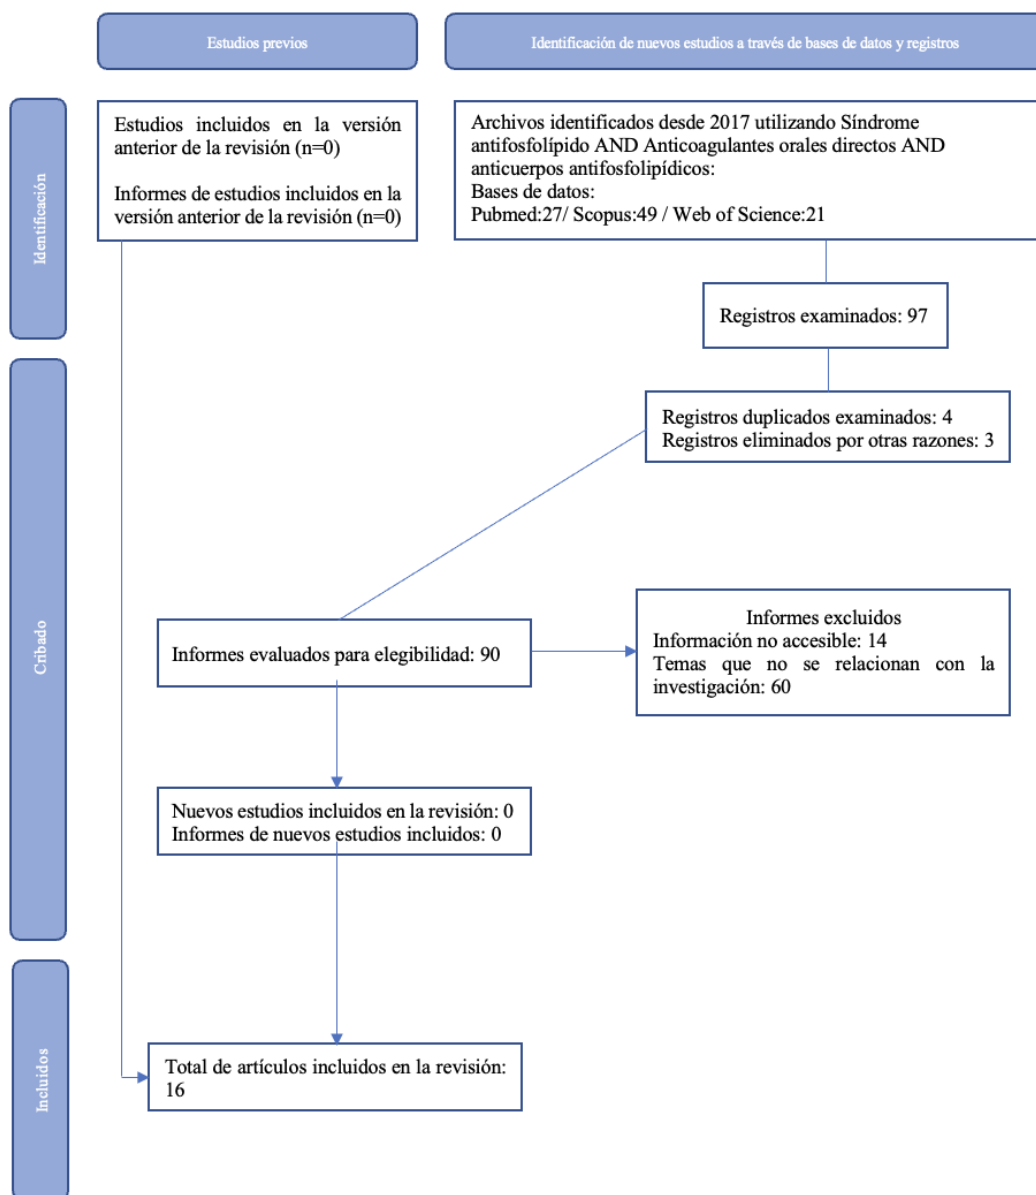 Estudios previos
Identificación de nuevos estudios a través de bases de datos y registros
Identificación
Estudios incluidos en la versión
anterior de la revisión (n=0)
Informes de estudios incluidos en la
versión anterior de la revisión (n=0)
Archivos identificados desde 2017 utilizando Síndrome
antifosfolípido AND Anticoagulantes orales directos AND
anticuerpos antifosfolipídicos:
Bases de datos:
Pubmed:27/ Scopus:49 / Web of Science:21
Registros examinados: 97
Cribado
Registros duplicados examinados: 4
Registros eliminados por otras razones: 3
Informes evaluados para elegibilidad: 90
Informes excluidos
Información no accesible: 14
Temas que no se relacionan con la
investigación: 60
Nuevos estudios incluidos en la revisión: 0
Informes de nuevos estudios incluidos: 0
Incluidos
Total de artículos incluidos en la revisión:
16